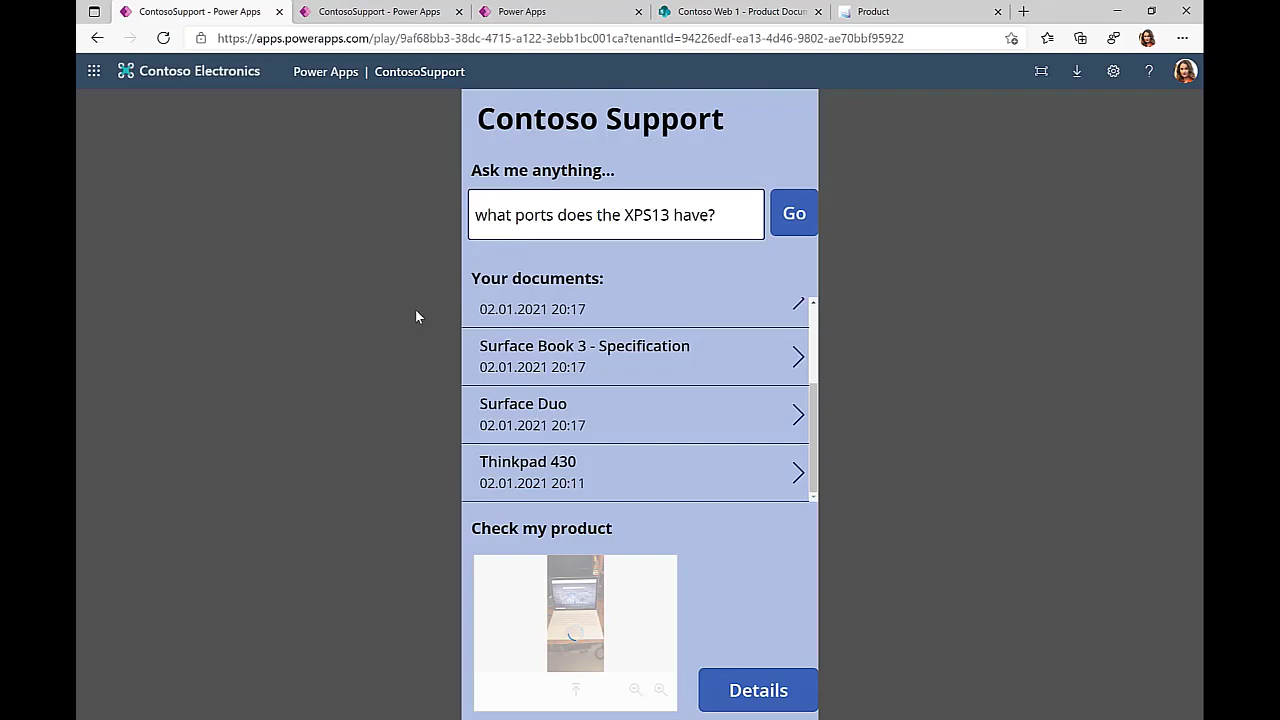 ContosoSupport - Power Apps
ContosoSupport - Power Apps
Power Apps
Contoso Web 1 - Product Docum
Product
https://apps.powerapps.com/play/9af68bb3-38dc-4715-a122-3ebb1bc001ca?tenantId=94226edf-ea13-4d46-9802-ae70bbf95922
Contoso Electronics
Power Apps | ContosoSupport
Contoso Support
Ask me anything...
what ports does the XPS13 have?
Go
Your documents:
02.01.2021 20:17
Surface Book 3 - Specification
02.01.2021 20:17
Surface Duo
02.01.2021 20:17
Thinkpad 430
02.01.2021 20:11
Check my product
Details